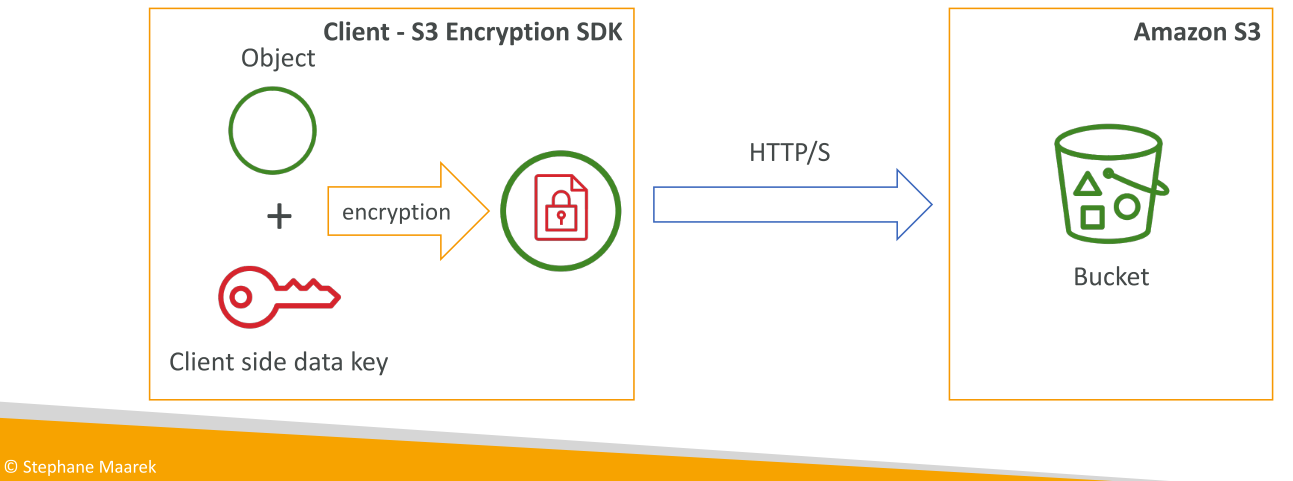 Client - S3 Encryption SDK
Object
+
Client side data key
encryption
HTTP/S
Amazon S3
Bucket
© Stephane Maarek